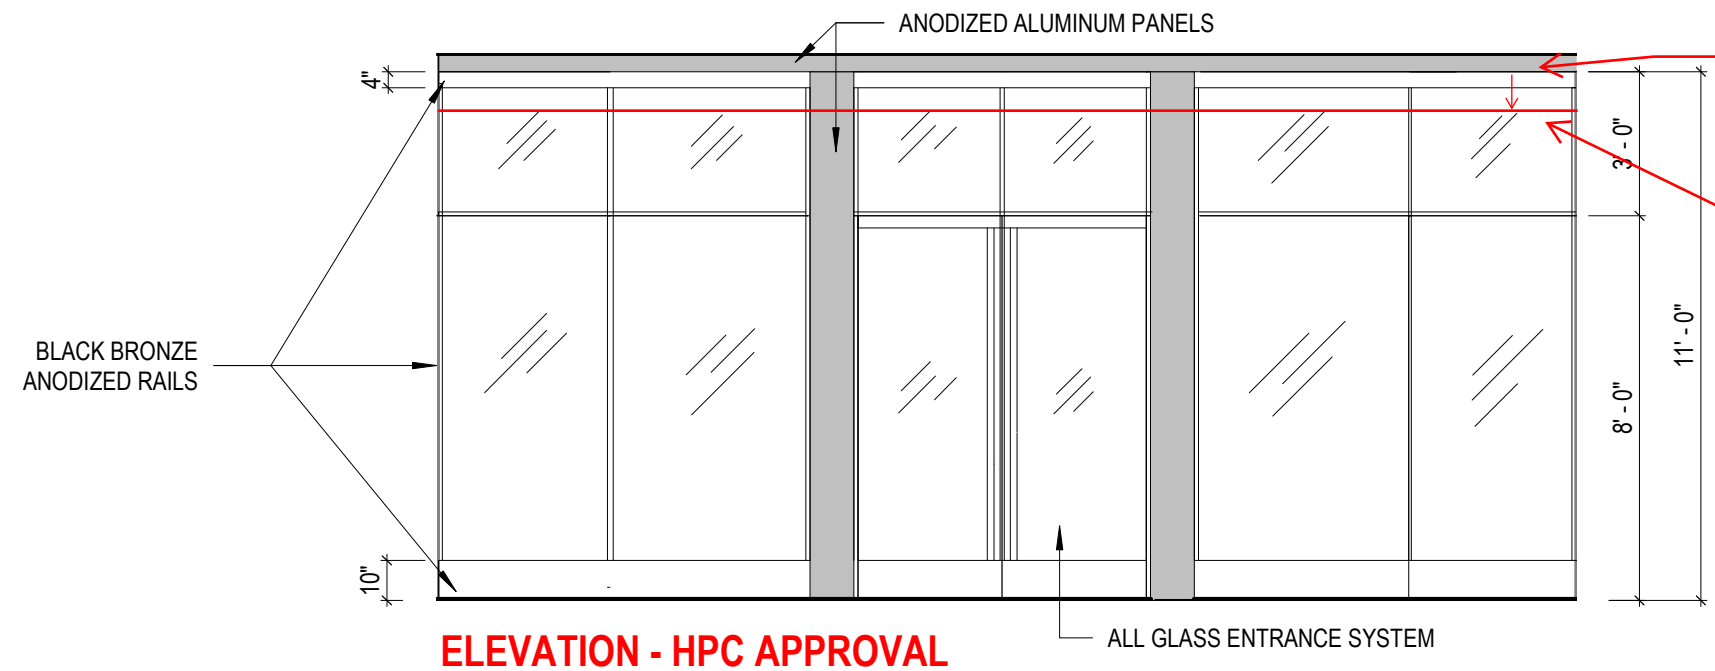 ANODIZED ALUMINUM PANELS
4"
3' - 0"
BLACK BRONZE
ANODIZED RAILS
11' - 0"
8' - 0"
10"
ALL GLASS ENTRANCE SYSTEM
ELEVATION - HPC APPROVAL